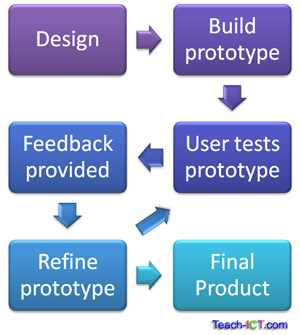 Design
Build
prototype
User tests
prototype
Feedback
provided
Refine
prototype
Final
Product
Teach-ICT.com